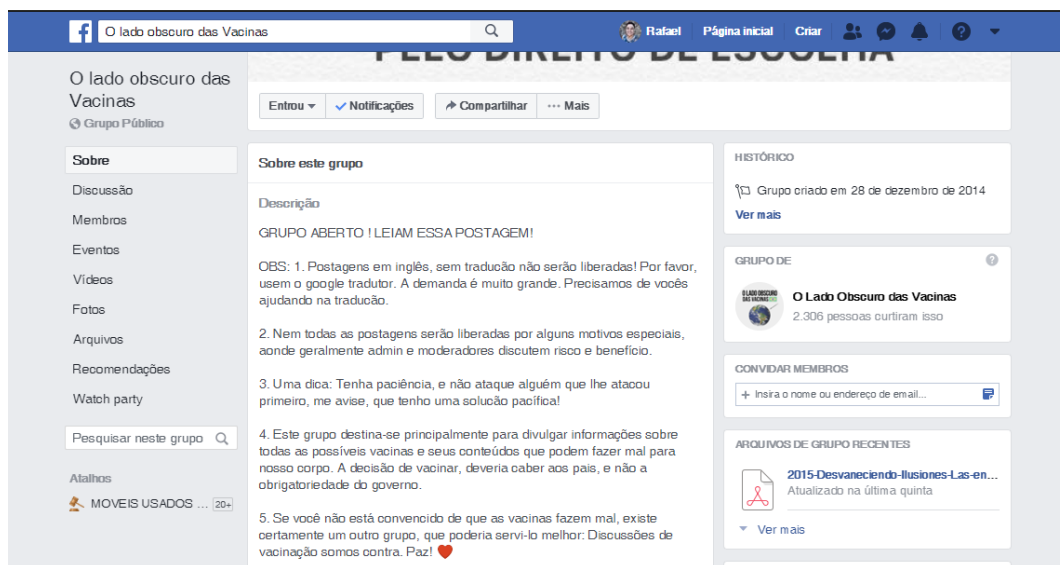 O lado obscuro das Vacinas
Rafael
Página inicial
Criar
PELO DIREITO DE ESCOLHA
O lado obscuro das
Vacinas
Grupo Público
Entrou
Notificações
Compartilhar
Mais
Sobre
Discussão
Membros
Eventos
Vídeos
Fotos
Arquivos
Recomendações
Watch party
Pesquisar neste grupo
Atalhos
MOVEIS USADOS ... 20+
Sobre este grupo
Descrição
GRUPO ABERTO ! LEIAM ESSA POSTAGEM!
OBS: 1. Postagens em inglês, sem traducão não serão liberadas! Por favor,
usem o google tradutor. A demanda é muito grande. Precisamos de vocês
ajudando na traducão.
2. Nem todas as postagens serão liberadas por alguns motivos especiais,
aonde geralmente admin e moderadores discutem risco e benefício.
3. Uma dica: Tenha paciência, e não ataque alguém que lhe atacou
primeiro, me avise, que tenho uma solucão pacífica!
4. Este grupo destina-se principalmente para divulgar informações sobre
todas as possíveis vacinas e seus conteúdos que podem fazer mal para
nosso corpo. A decisão de vacinar, deveria caber aos pais, e não a
obrigatoriedade do governo.
5. Se você não está convencido de que as vacinas fazem mal, existe
certamente um outro grupo, que poderia servi-lo melhor: Discussões de
vacinação somos contra. Paz! ❤
HISTÓRICO
Grupo criado em 28 de dezembro de 2014
Ver mais
GRUPO DE
O LADO OBSCURO
DAS VACINAS
O Lado Obscuro das Vacinas
2.306 pessoas curtiram isso
CONVIDAR MEMBROS
+ Insira o nome ou endereço de email...
ARQUIVOS DE GRUPO RECENTES
2015-Desvaneciendo-Ilusiones-Las-en...
Atualizado na última quinta
Ver mais